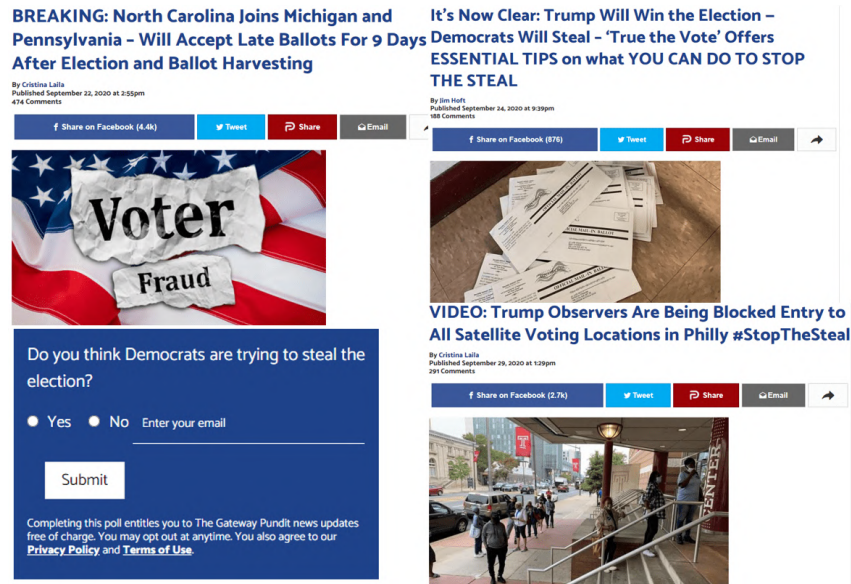 BREAKING: North Carolina Joins Michigan and
Pennsylvania – Will Accept Late Ballots For 9 Days
After Election and Ballot Harvesting
By Cristina Laila
Published September 22, 2020 at 2:55pm
474 Comments
Share on Facebook (4.4k)
Tweet
Share
Email
Voter
Fraud
Do you think Democrats are trying to steal the
election?
Yes
No
Enter your email
Submit
Completing this poll entitles you to The Gateway Pundit news updates
free of charge. You may opt out at anytime. You also agree to our
Privacy Policy and Terms of Use.
It's Now Clear: Trump Will Win the Election –
Democrats Will Steal – 'True the Vote' Offers
ESSENTIAL TIPS on what YOU CAN DO TO STOP
THE STEAL
By Jim Hoft
Published September 24, 2020 at 9:39pm
188 Comments
Share on Facebook (876)
Tweet
Share
Email
OFFICIAL MAIL-IN BALLOT
VIDEO: Trump Observers Are Being Blocked Entry to
All Satellite Voting Locations in Philly #StopTheSteal
By Cristina Laila
Published September 29, 2020 at 1:29pm
291 Comments
Share on Facebook (2.7k)
Tweet
Share
Email
T
ENTER